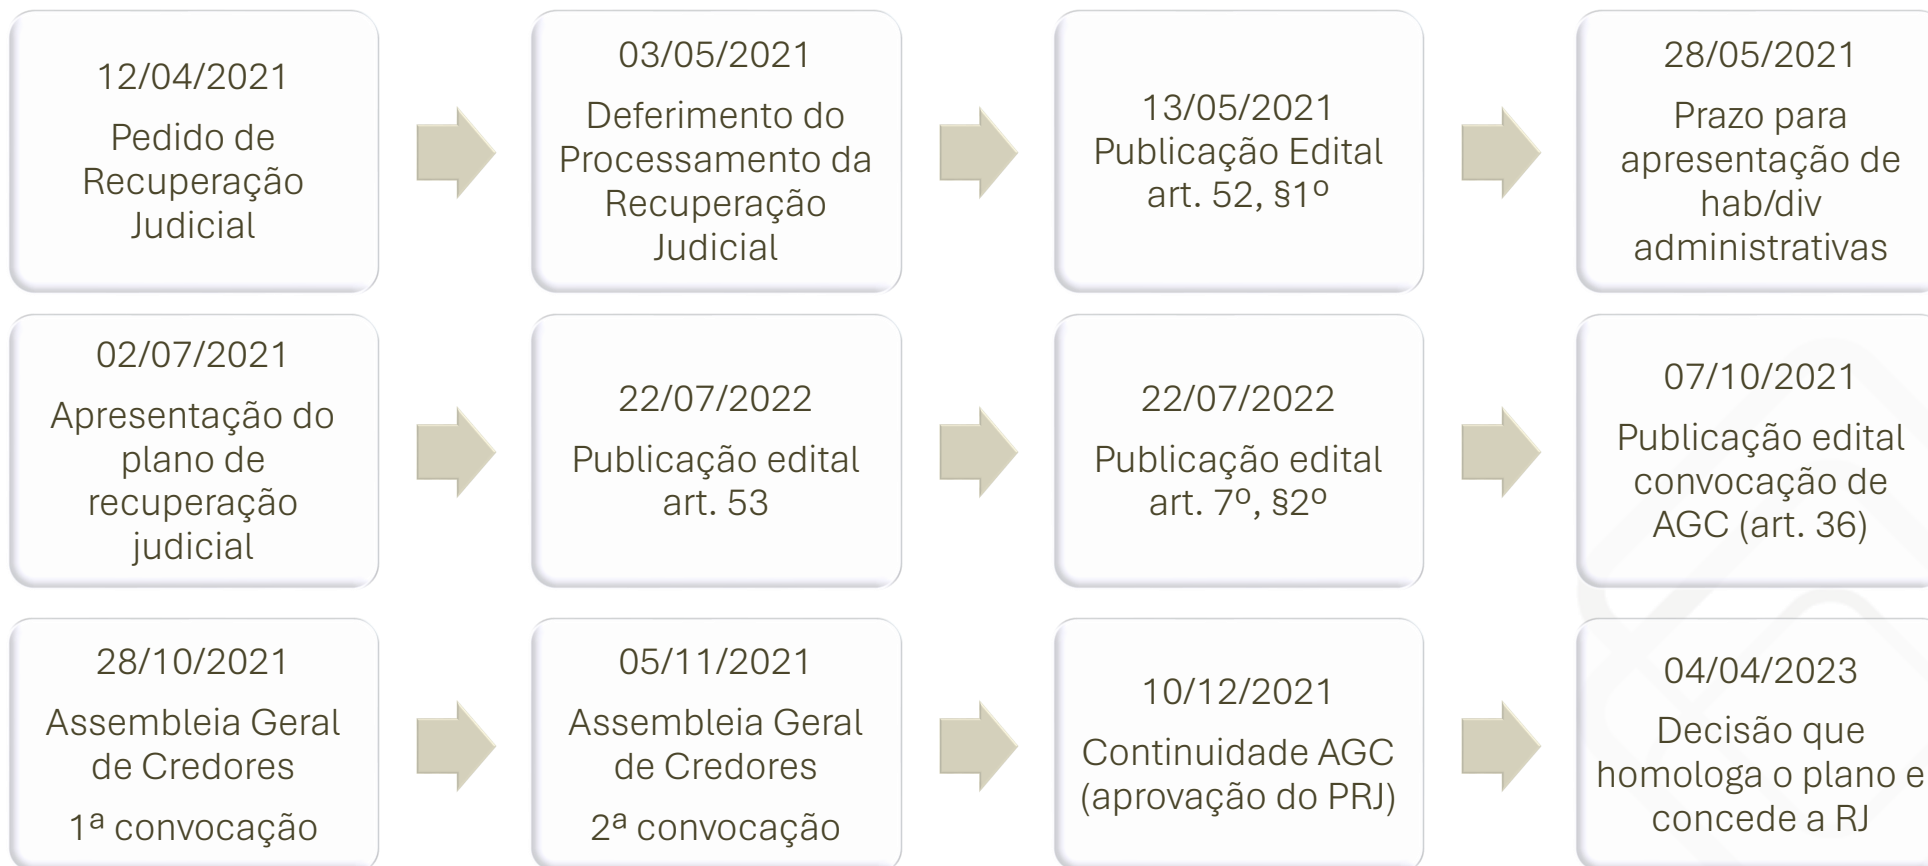 12/04/2021
Pedido de
Recuperação
Judicial
03/05/2021
Deferimento do
Processamento da
Recuperação
Judicial
13/05/2021
Publicação Edital
art. 52, §1º
28/05/2021
Prazo para
apresentação de
hab/div
administrativas
02/07/2021
Apresentação do
plano de
recuperação
judicial
22/07/2022
Publicação edital
art. 53
22/07/2022
Publicação edital
art. 7º, §2º
07/10/2021
Publicação edital
convocação de
AGC (art. 36)
28/10/2021
Assembleia Geral
de Credores
1ª convocação
05/11/2021
Assembleia Geral
de Credores
2ª convocação
10/12/2021
Continuidade AGC
(aprovação do PRJ)
04/04/2023
Decisão que
homologa o plano e
concede a RJ